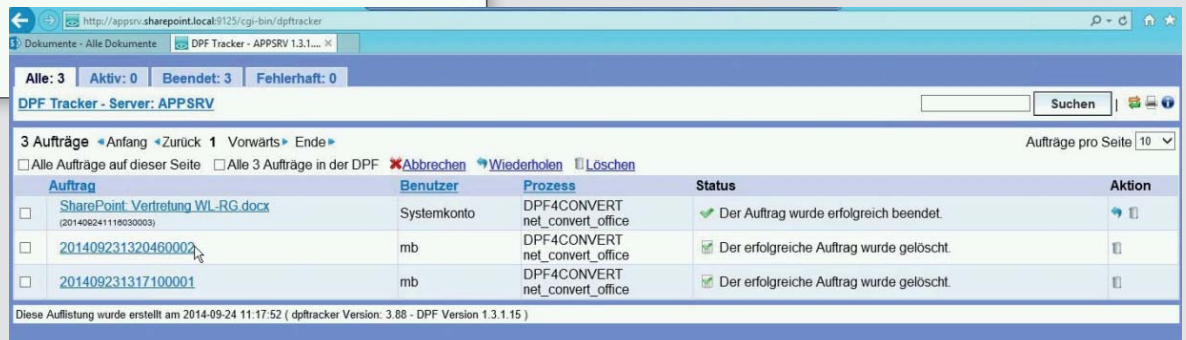 http://appsrv.sharepoint.local:9125/cgi-bin/dpftracker
Dokumente - Alle Dokumente DPF Tracker - APPSRV 1.3.1....
Alle: 3 Aktiv: 0 Beendet: 3 Fehlerhaft: 0
DPF Tracker - Server: APPSRV Suchen
3 Aufträge Anfang Zurück 1 Vorwärts Ende Aufträge pro Seite 10
Alle Aufträge auf dieser Seite Alle 3 Aufträge in der DPF Abbrechen Wiederholen Löschen
Auftrag Benutzer Prozess Status Aktion
SharePoint: Vertretung WL-RG.docx Systemkonto DPF4CONVERT Der Auftrag wurde erfolgreich beendet.
(201409241116030003) net_convert_office
201409231320460002 mb DPF4CONVERT Der erfolgreiche Auftrag wurde gelöscht.
net_convert_office
201409231317100001 mb DPF4CONVERT Der erfolgreiche Auftrag wurde gelöscht.
net_convert_office
Diese Auflistung wurde erstellt am 2014-09-24 11:17:52 ( dpftracker Version: 3.88 - DPF Version 1.3.1.15 )